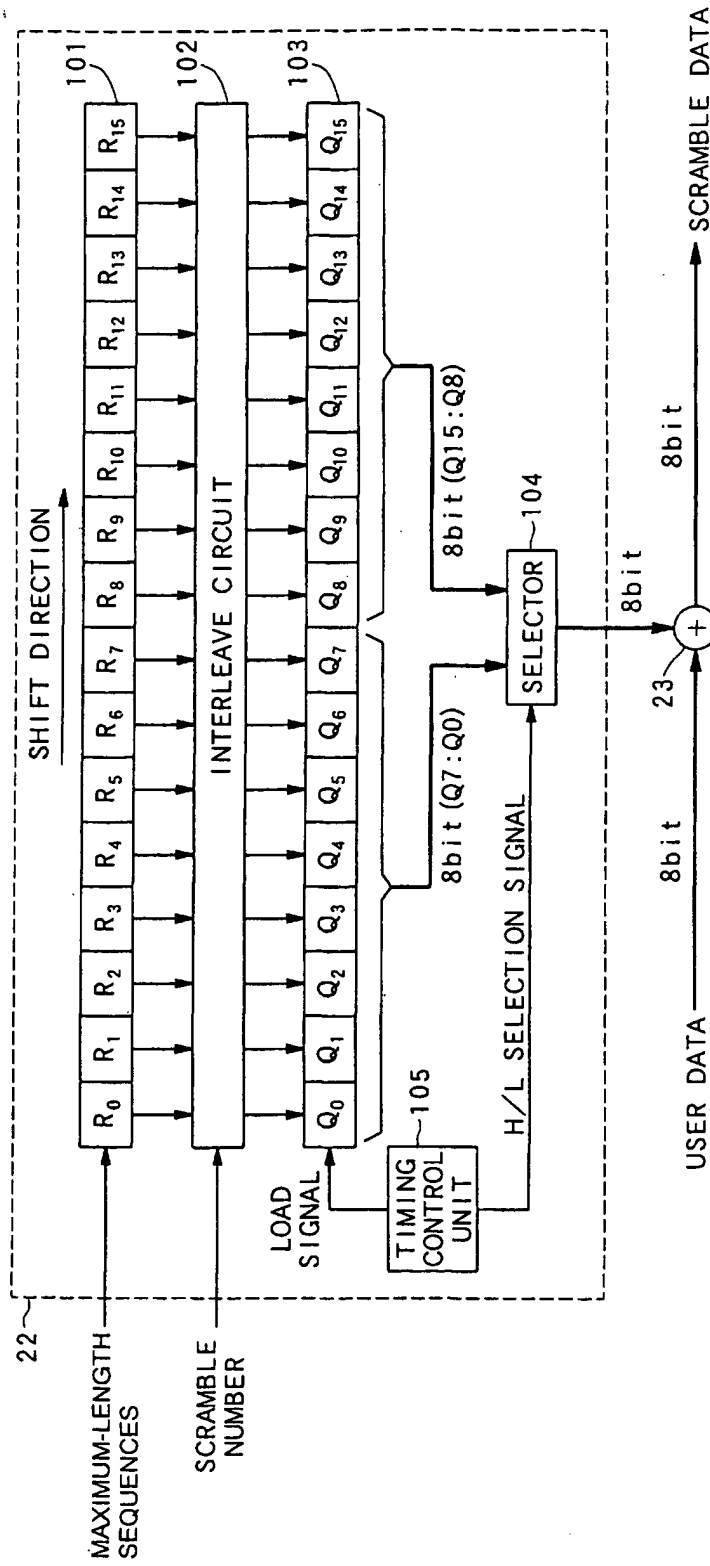 22
MAXIMUM-LENGTH
SEQUENCES
SHIFT DIRECTION
R0 R1 R2 R3 R4 R5 R6 R7 R8 R9 R10 R11 R12 R13 R14 R15
101
SCRAMBLE
NUMBER
INTERLEAVE CIRCUIT
102
LOAD
SIGNAL
Q0 Q1 Q2 Q3 Q4 Q5 Q6 Q7 Q8 Q9 Q10 Q11 Q12 Q13 Q14 Q15
103
TIMING
CONTROL
UNIT
105
8bit(Q7:Q0)
8bit(Q15:Q8)
H/L SELECTION SIGNAL
SELECTOR
104
8bit
USER DATA
8bit
23
+
8bit
SCRAMBLE DATA